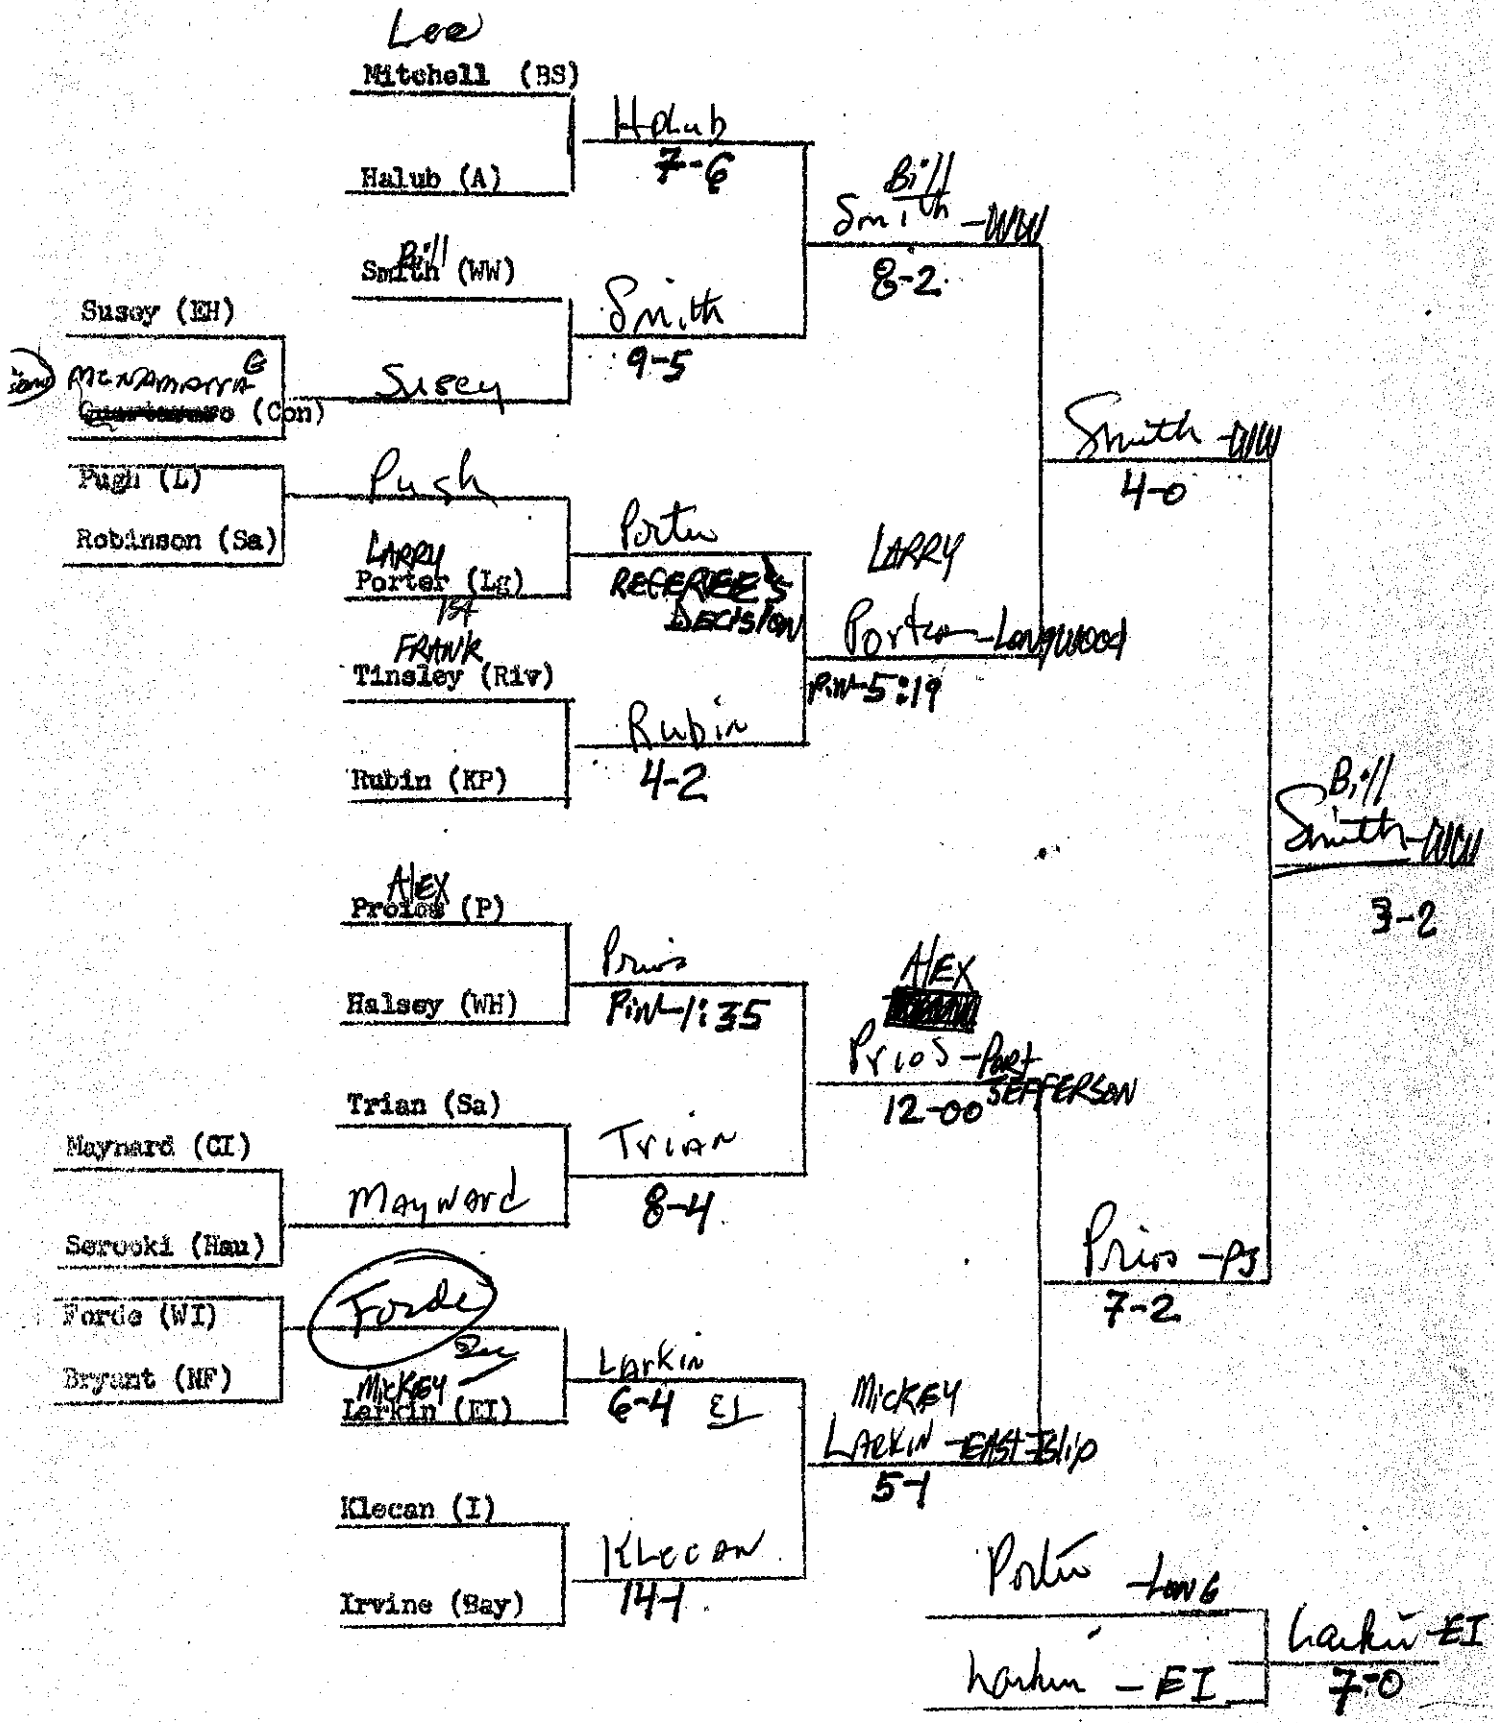 Lee
Mitchell (BS)
Holub
7-6
Halub (A)
Bill
Smith -WW
8-2
Bill
Smith (WW)
Smith
9-5
Susey (EH)
McNamarra G
(Con)
Susey
Smith -WW
4-0
Pugh (L)
Robinson (Sa)
Pugh
Porter
REFEREE'S
DECISION
LARRY
Porter (Lg)
1st
LARRY
Porter -Longwood
Pin-5:19
FRANK
Tinsley (Riv)
Rubin
4-2
Rubin (KP)
Bill
Smith-WW
3-2
ALEX
Proios (P)
Prios
Pin-1:35
Halsey (WH)
ALEX
Prios -Port
JEFFERSON
12-00
Trian (Sa)
Trian
8-4
Maynard (CI)
Maynard
Serocki (Hau)
Prios -PJ
7-2
Forde (WI)
Bryant (NF)
Forde
MICKEY
Larkin (EI)
Larkin
6-4 EI
MICKEY
LARKIN -EAST Islip
5-1
Klecan (I)
Klecan
14-1
Irvine (Bay)
Porter -Long
Larkin - EI
Larkin -EI
7-0